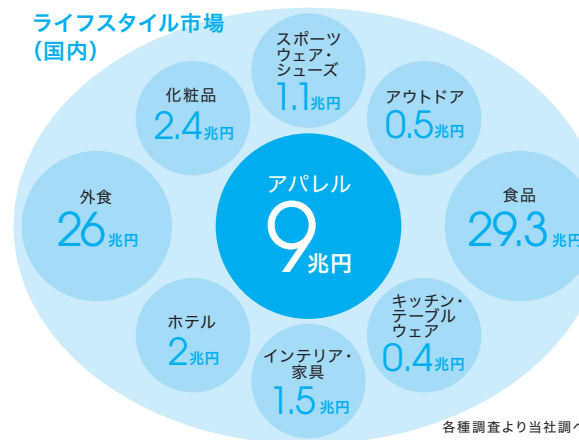 ライフスタイル市場
（国内）
スポーツ
ウェア・
シューズ
1.1兆円
化粧品
2.4兆円
アウトドア
0.5兆円
外食
26兆円
アパレル
9兆円
食品
29.3兆円
ホテル
2兆円
インテリア・
家具
1.5兆円
キッチン・
テーブル
ウェア
0.4兆円
各種調査より当社調べ